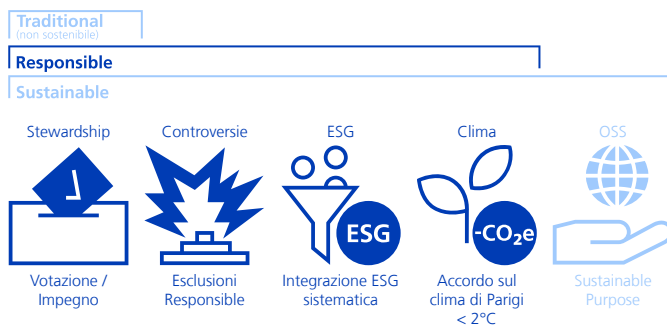 Traditional
(non sostenibile)
Responsible
Sustainable
Stewardship
Controversie
ESG
Clima
OSS
ESG
-CO₂e
Votazione /
Impegno
Esclusioni
Responsible
Integrazione ESG
sistematica
Accordo sul
clima di Parigi
< 2°C
Sustainable
Purpose